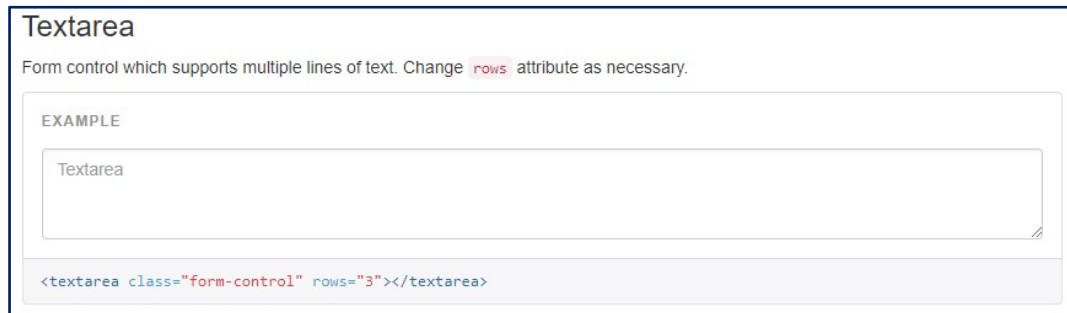 Textarea
Form control which supports multiple lines of text. Change rows attribute as necessary.
EXAMPLE
Textarea
<textarea class="form-control" rows="3"></textarea>